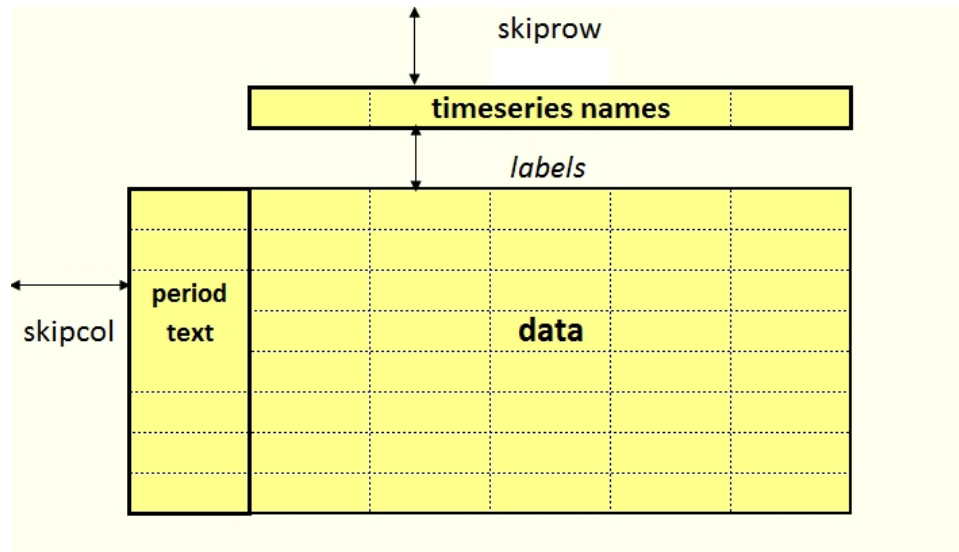 skiprow
timeseries names
labels
period
text
skipcol
data